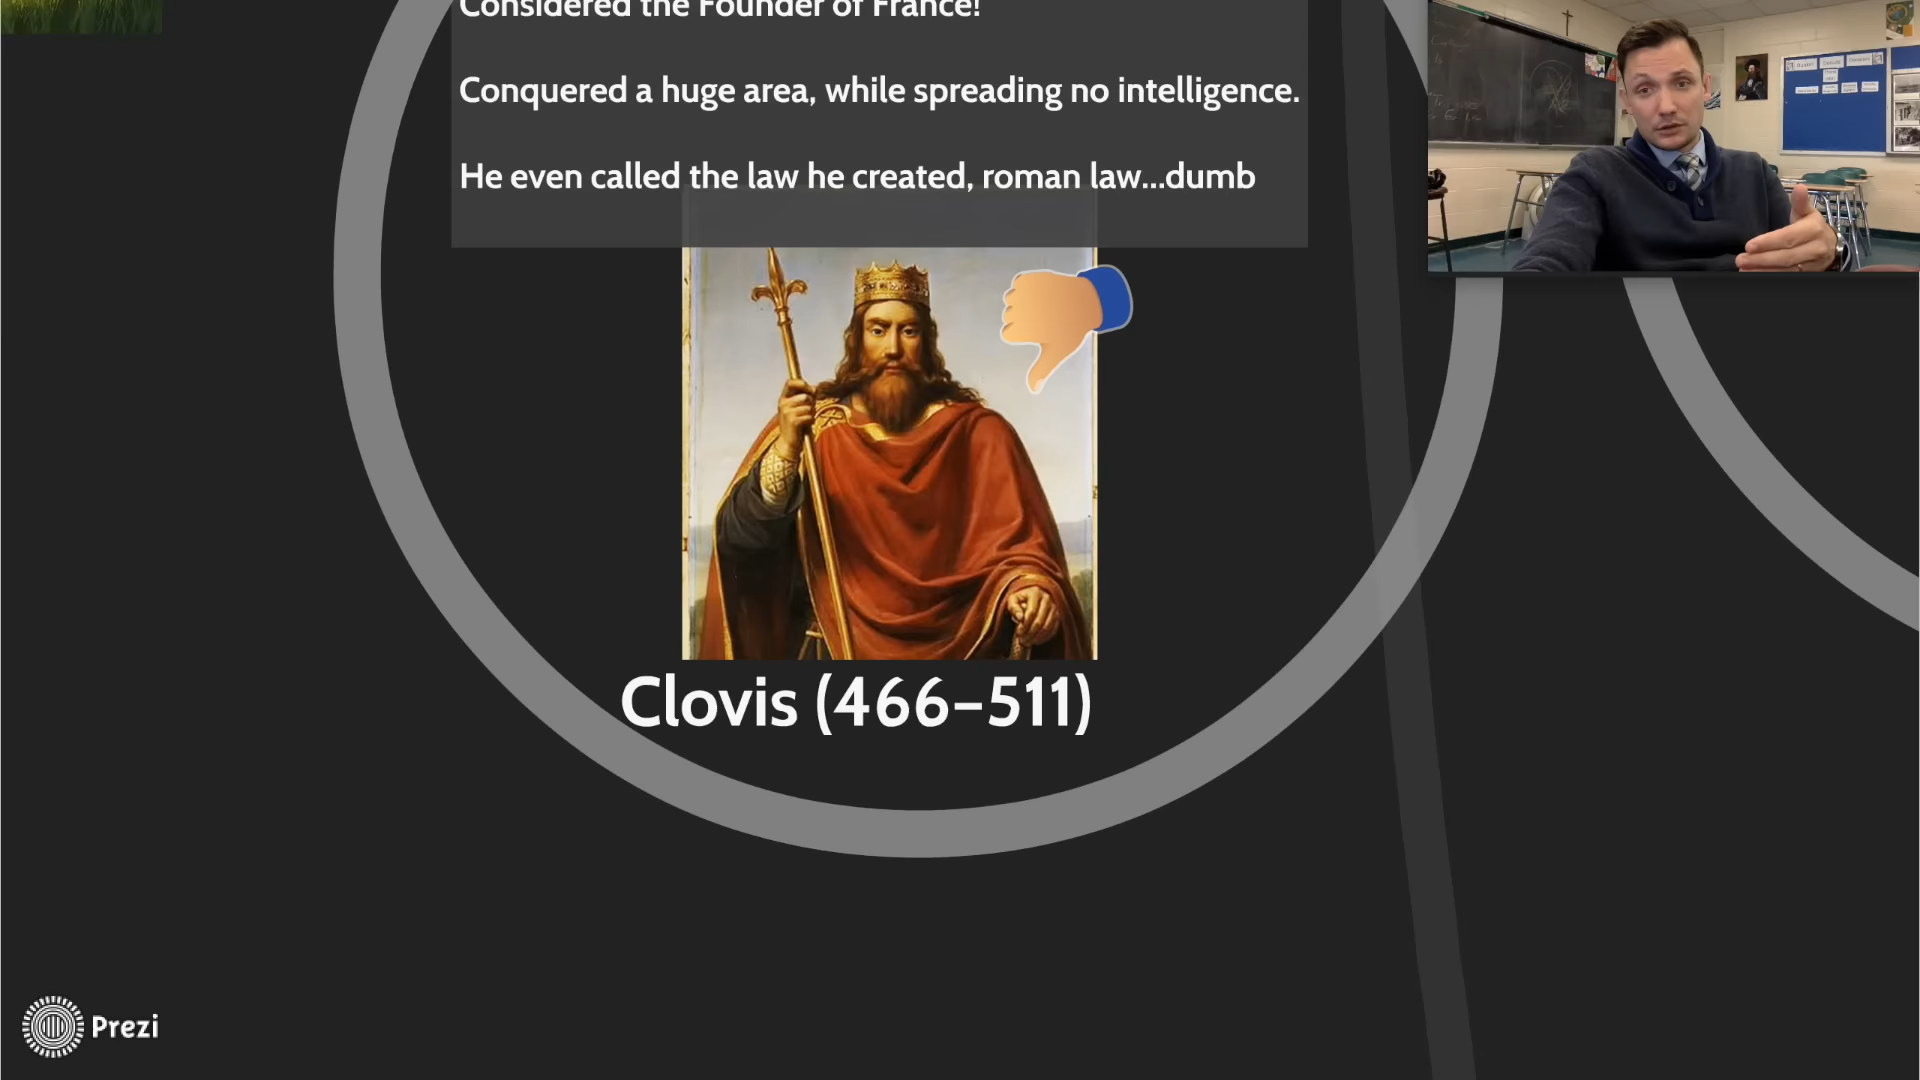 Considered the Founder of France!
Conquered a huge area, while spreading no intelligence.
He even called the law he created, roman law...dumb
Clovis (466–511)
Prezi